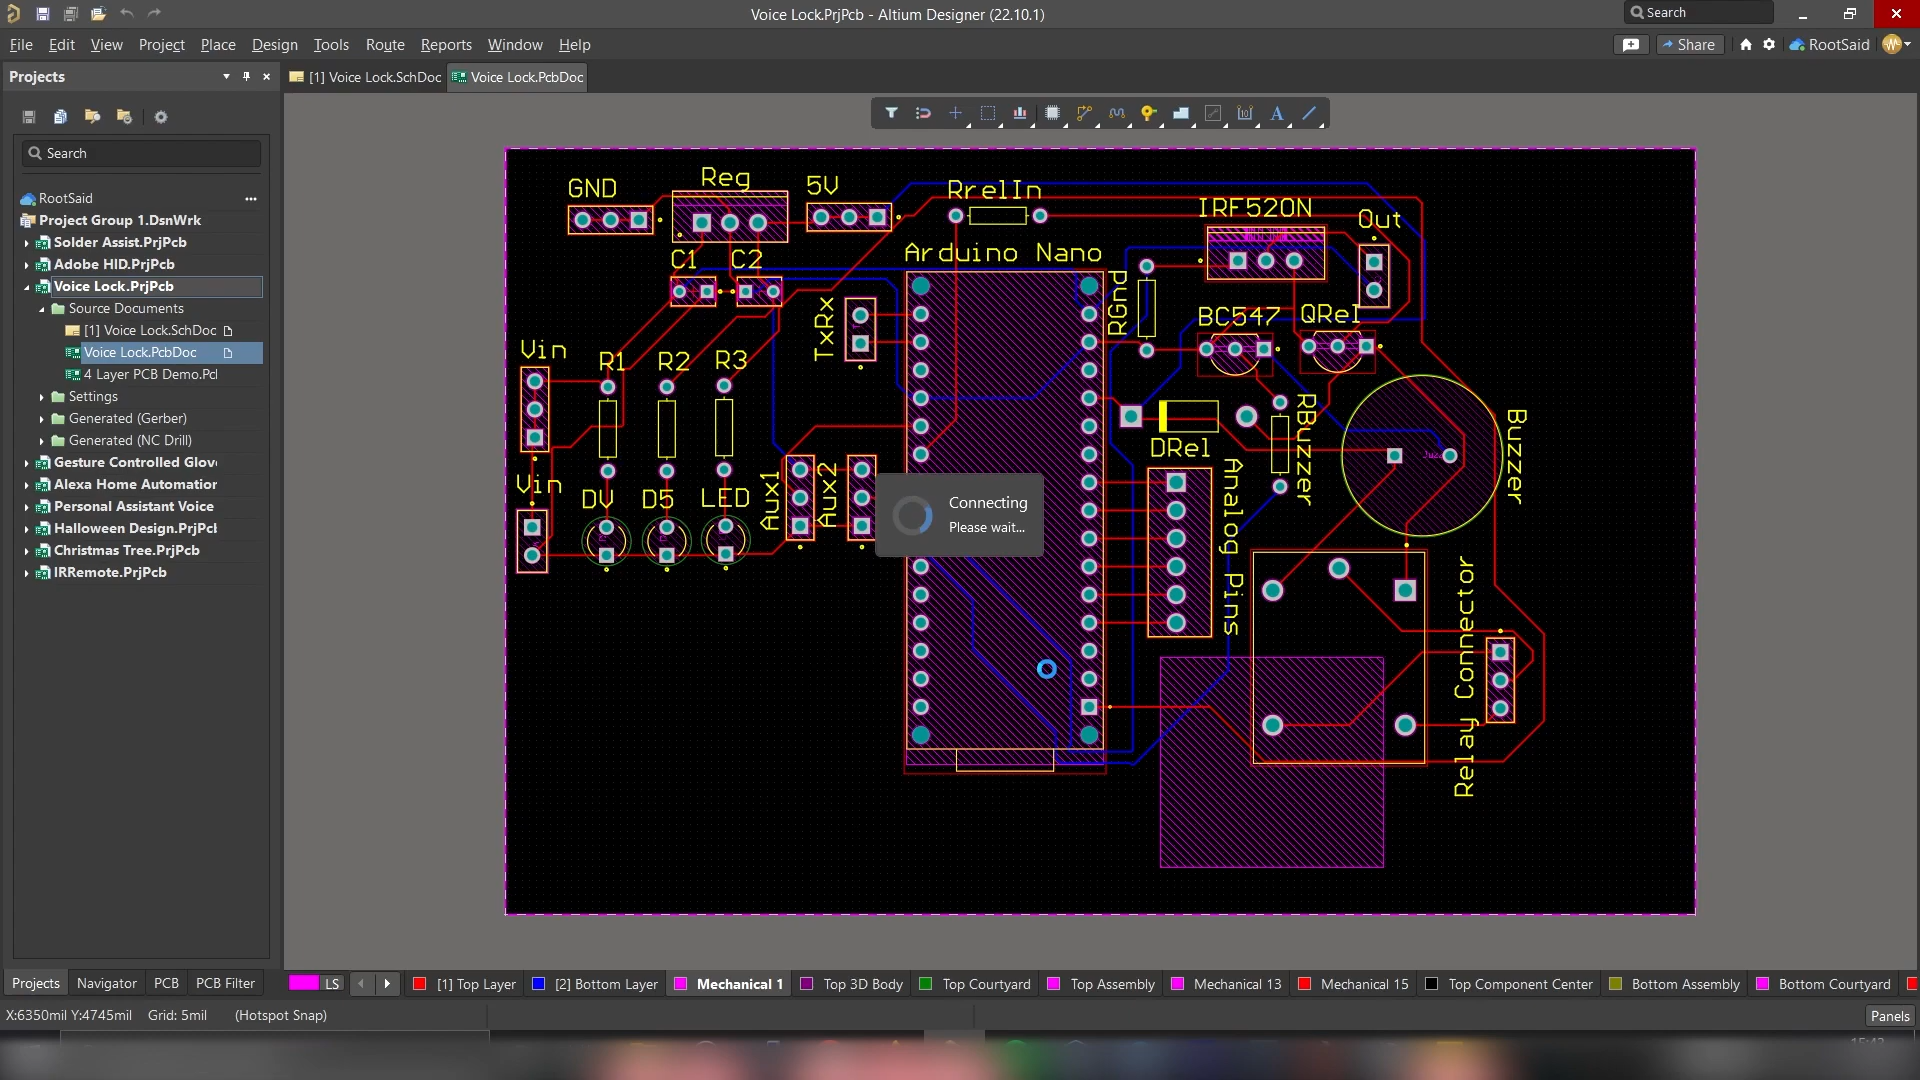 Voice Lock.PrjPcb - Altium Designer (22.10.1)
Search
File Edit View Project Place Design Tools Route Reports Window Help
Share
RootSaid
Projects
[1] Voice Lock.SchDoc
Voice Lock.PcbDoc
Search
RootSaid
Project Group 1.DsnWrk
Solder Assist.PrjPcb
Adobe HID.PrjPcb
Voice Lock.PrjPcb
Source Documents
[1] Voice Lock.SchDoc
Voice Lock.PcbDoc
4 Layer PCB Demo.Pcl
Settings
Generated (Gerber)
Generated (NC Drill)
Gesture Controlled Glov
Alexa Home Automation
Personal Assistant Voice
Halloween Design.PrjPcb
Christmas Tree.PrjPcb
IRRemote.PrjPcb
GND
Reg
5V
RrelIn
IRF520N
Out
Arduino Nano
C1
C2
TxRx
RGnd
BC547
QRel
Vin
R1
R2
R3
RBuzzer
Buzzer
DRel
Vin
DV
D5
LED
Aux1
Aux2
Analog Pins
Relay Connector
Connecting
Please wait...
Projects Navigator PCB PCB Filter
LS
[1] Top Layer
[2] Bottom Layer
Mechanical 1
Top 3D Body
Top Courtyard
Top Assembly
Mechanical 13
Mechanical 15
Top Component Center
Bottom Assembly
Bottom Courtyard
X:6350mil Y:4745mil Grid: 5mil (Hotspot Snap)
Panels